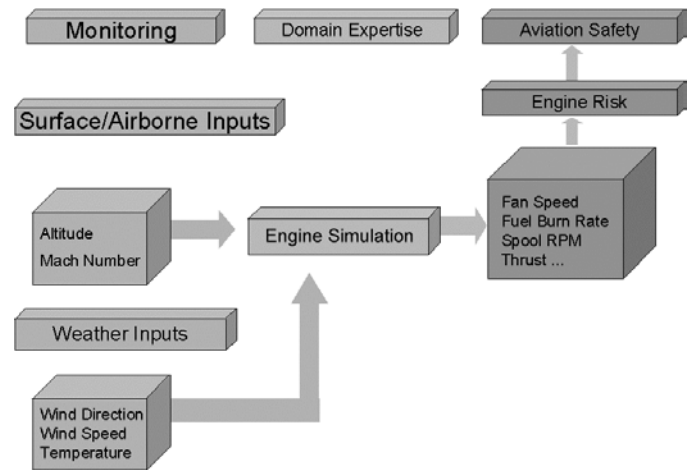 Monitoring
Domain Expertise
Aviation Safety
Engine Risk
Surface/Airborne Inputs
Altitude
Mach Number
Engine Simulation
Fan Speed
Fuel Burn Rate
Spool RPM
Thrust ...
Weather Inputs
Wind Direction
Wind Speed
Temperature